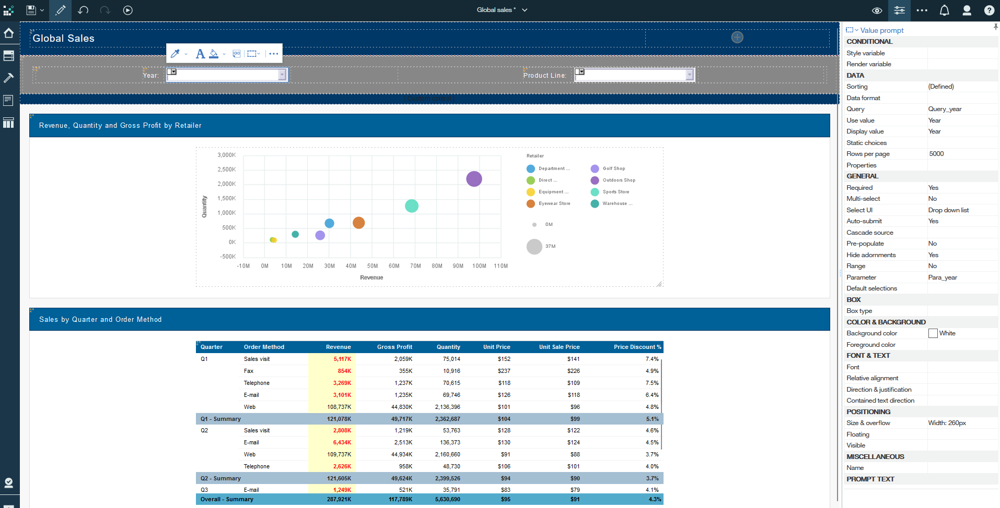 Global sales *
Global Sales
1010
Year:
Product Line:
[ Custom control ]
Revenue, Quantity and Gross Profit by Retailer
3,000K
2,500K
2,000K
1,500K
1,000K
500K
0K
-500K
Quantity
-10M 0M 10M 20M 30M 40M 50M 60M 70M 80M 90M 100M 110M
Revenue
Retailer
Department ... Golf Shop
Direct ... Outdoors Shop
Equipment ... Sports Store
Eyewear Store Warehouse ...
0M
37M
Sales by Quarter and Order Method
Quarter Order Method Revenue Gross Profit Quantity Unit Price Unit Sale Price Price Discount %
Q1 Sales visit 5,117K 2,059K 75,014 $152 $141 7.4%
Fax 854K 355K 10,916 $237 $226 4.9%
Telephone 3,269K 1,237K 70,615 $118 $109 7.5%
E-mail 3,101K 1,235K 69,746 $126 $118 6.4%
Web 108,737K 44,830K 2,136,396 $101 $96 4.8%
Q1 - Summary 121,078K 49,717K 2,362,687 $104 $99 5.1%
Q2 Sales visit 2,808K 1,219K 53,763 $128 $122 4.6%
E-mail 6,434K 2,513K 136,373 $130 $124 4.5%
Web 109,737K 44,934K 2,160,660 $91 $88 3.7%
Telephone 2,626K 958K 48,730 $106 $101 4.0%
Q2 - Summary 121,605K 49,624K 2,399,526 $94 $90 3.7%
Q3 E-mail 1,249K 521K 35,791 $83 $79 4.1%
Overall - Summary 287,921K 117,789K 5,630,690 $95 $91 4.3%
Value prompt
CONDITIONAL
Style variable
Render variable
DATA
Sorting (Defined)
Data format
Query Query_year
Use value Year
Display value Year
Static choices
Rows per page 5000
Properties
GENERAL
Required Yes
Multi-select No
Select UI Drop down list
Auto-submit Yes
Cascade source
Pre-populate No
Hide adornments Yes
Range No
Parameter Para_year
Default selections
BOX
Box type
COLOR & BACKGROUND
Background color White
Foreground color
FONT & TEXT
Font
Relative alignment
Direction & justification
Contained text direction
POSITIONING
Size & overflow Width: 260px
Floating
Visible
MISCELLANEOUS
Name
PROMPT TEXT